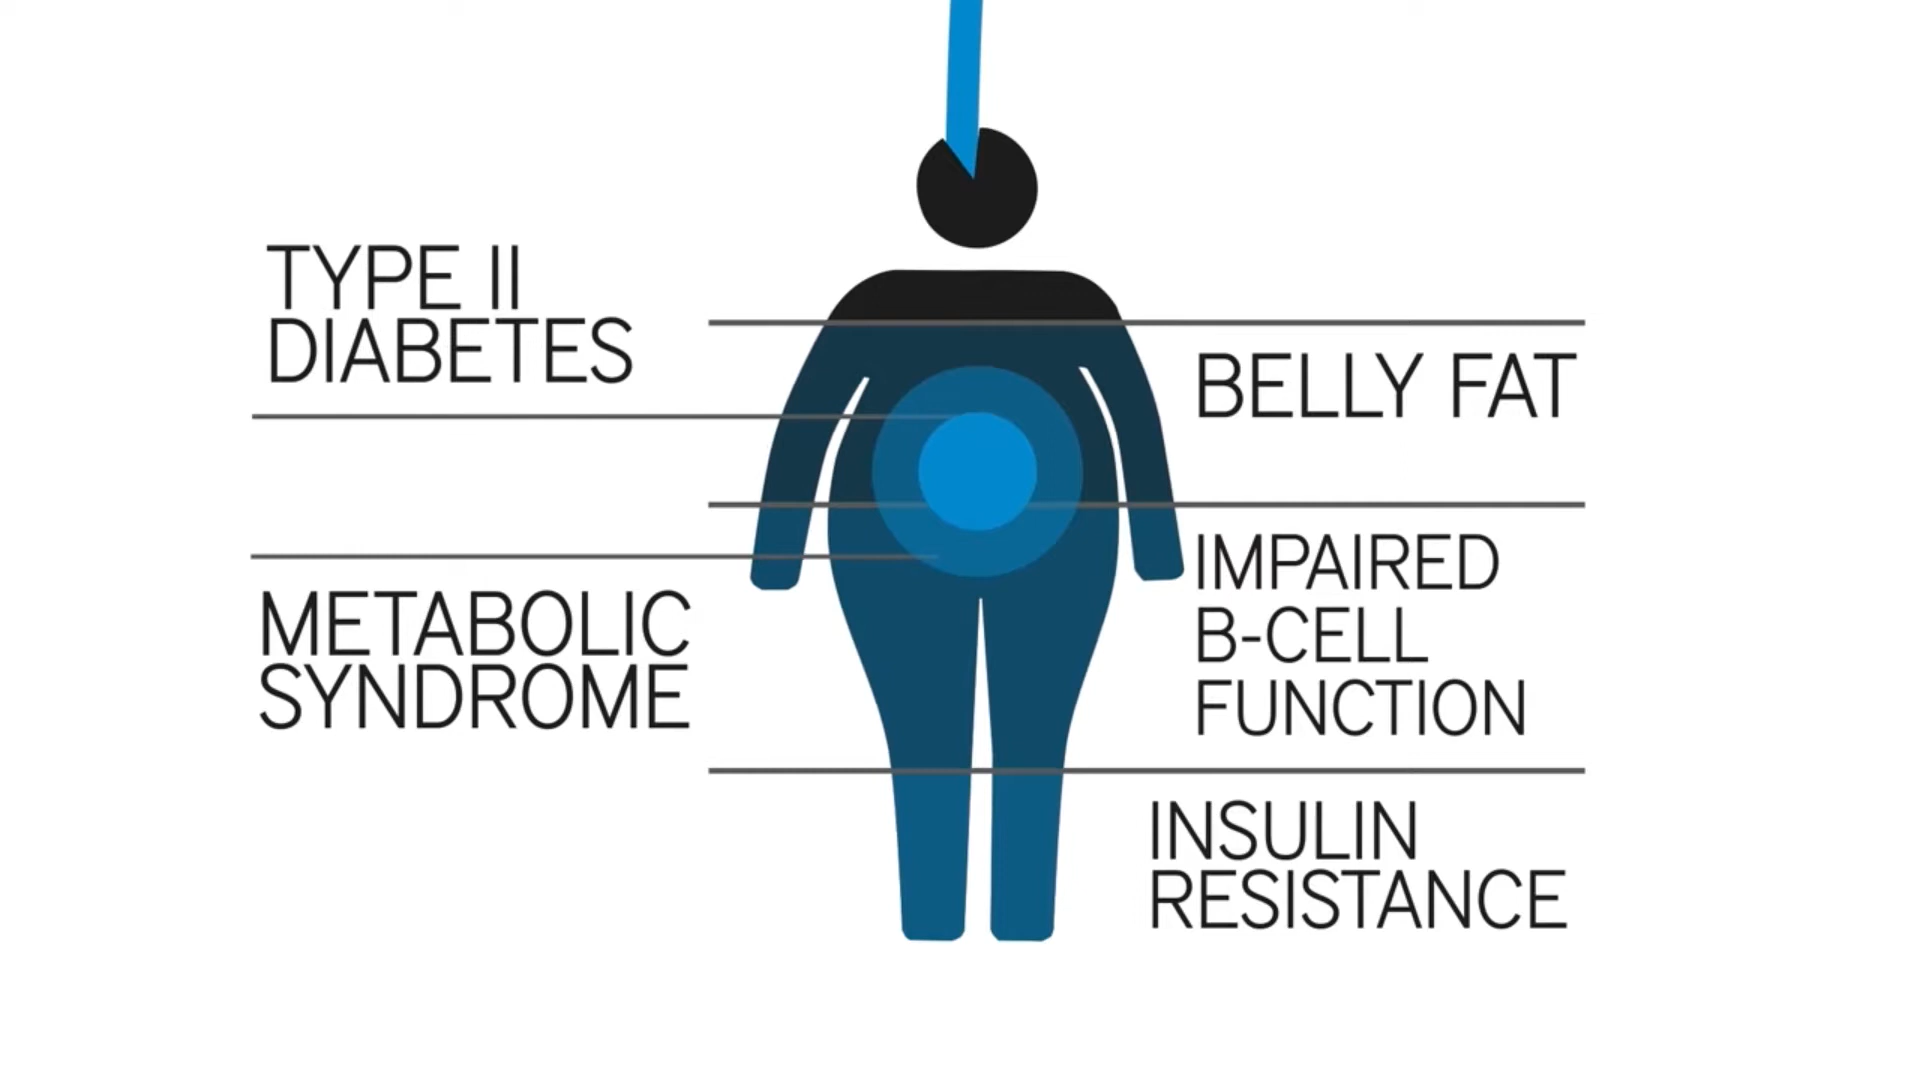 TYPE II
DIABETES
BELLY FAT
METABOLIC
SYNDROME
IMPAIRED
B-CELL
FUNCTION
INSULIN
RESISTANCE